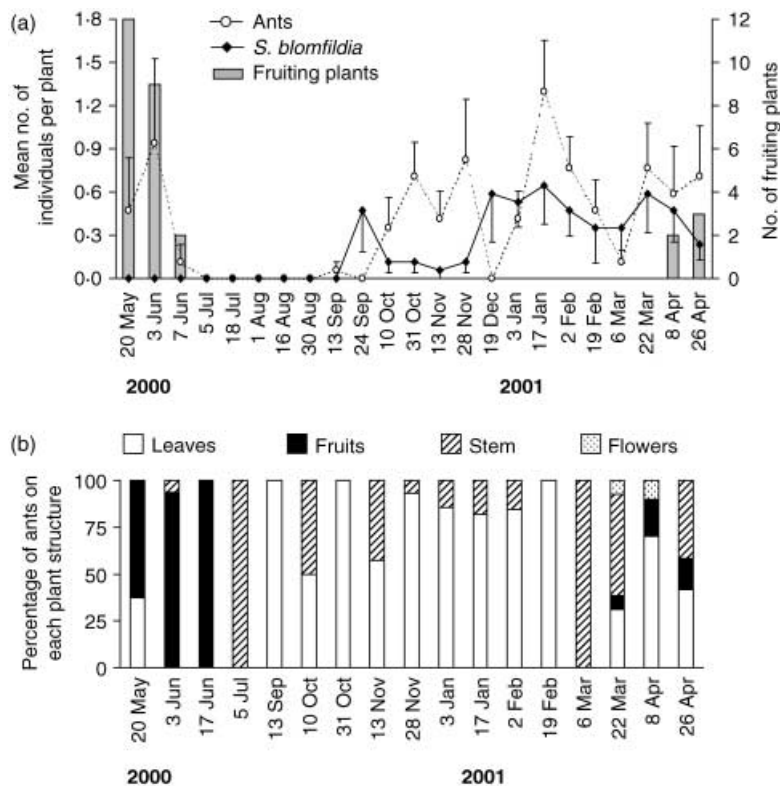 (a)
Ants
S. blomfildia
Fruiting plants
Mean no. of
individuals per plant
1·8
1·5
1·2
0·9
0·6
0·3
0·0
12
10
8
6
4
2
0
No. of fruiting plants
20 May
3 Jun
7 Jun
5 Jul
18 Jul
1 Aug
16 Aug
30 Aug
13 Sep
24 Sep
10 Oct
31 Oct
13 Nov
28 Nov
19 Dec
3 Jan
17 Jan
2 Feb
19 Feb
6 Mar
22 Mar
8 Apr
26 Apr
2000
2001
(b)
Leaves
Fruits
Stem
Flowers
Percentage of ants on
each plant structure
100
75
50
25
0
20 May
3 Jun
17 Jun
5 Jul
13 Sep
10 Oct
31 Oct
13 Nov
28 Nov
3 Jan
17 Jan
2 Feb
19 Feb
6 Mar
22 Mar
8 Apr
26 Apr
2000
2001